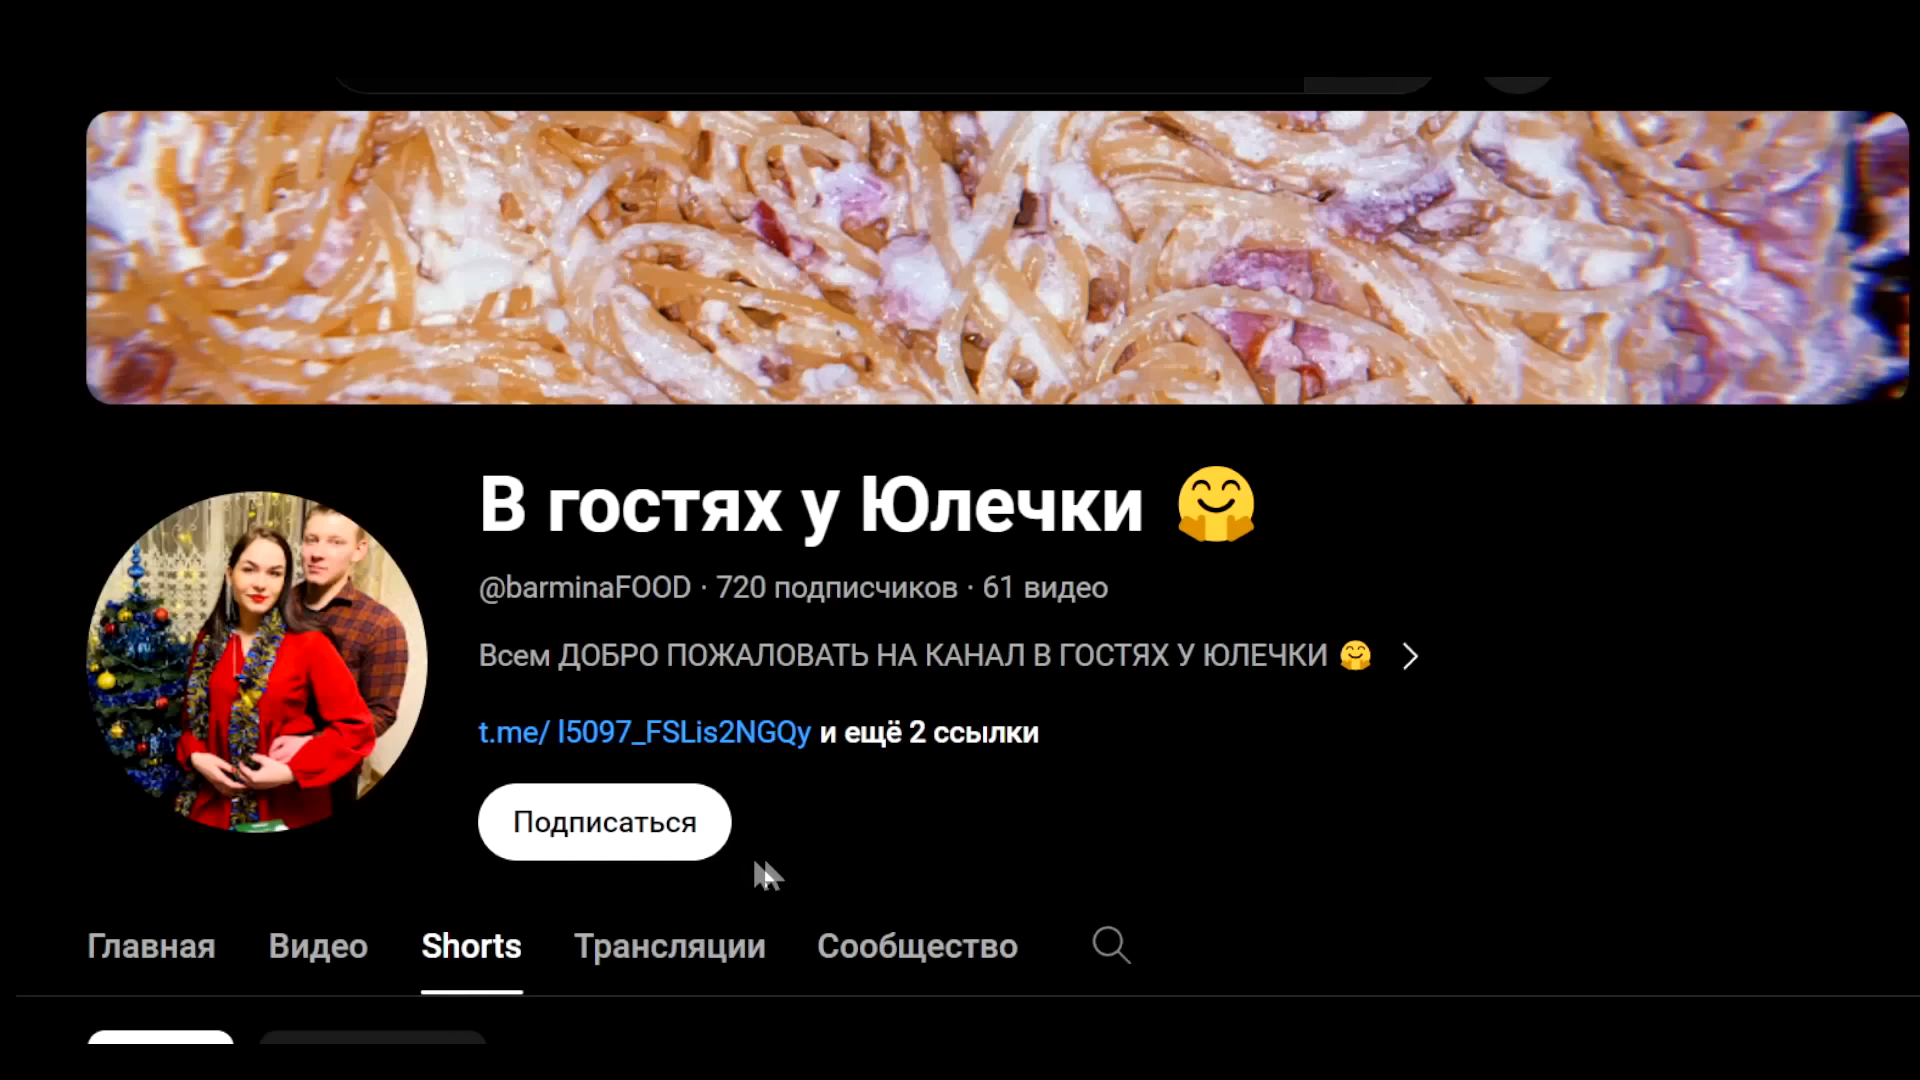 В гостях у Юлечки 🤗
@barminaFOOD · 720 подписчиков · 61 видео
Всем ДОБРО ПОЖАЛОВАТЬ НА КАНАЛ В ГОСТЯХ У ЮЛЕЧКИ 🤗
t.me/ l5097_FSLis2NGQy и ещё 2 ссылки
Подписаться
Главная Видео Shorts Трансляции Сообщество